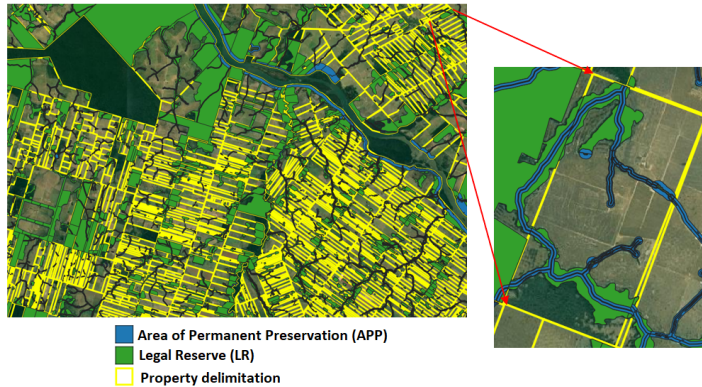 Area of Permanent Preservation (APP)
Legal Reserve (LR)
Property delimitation